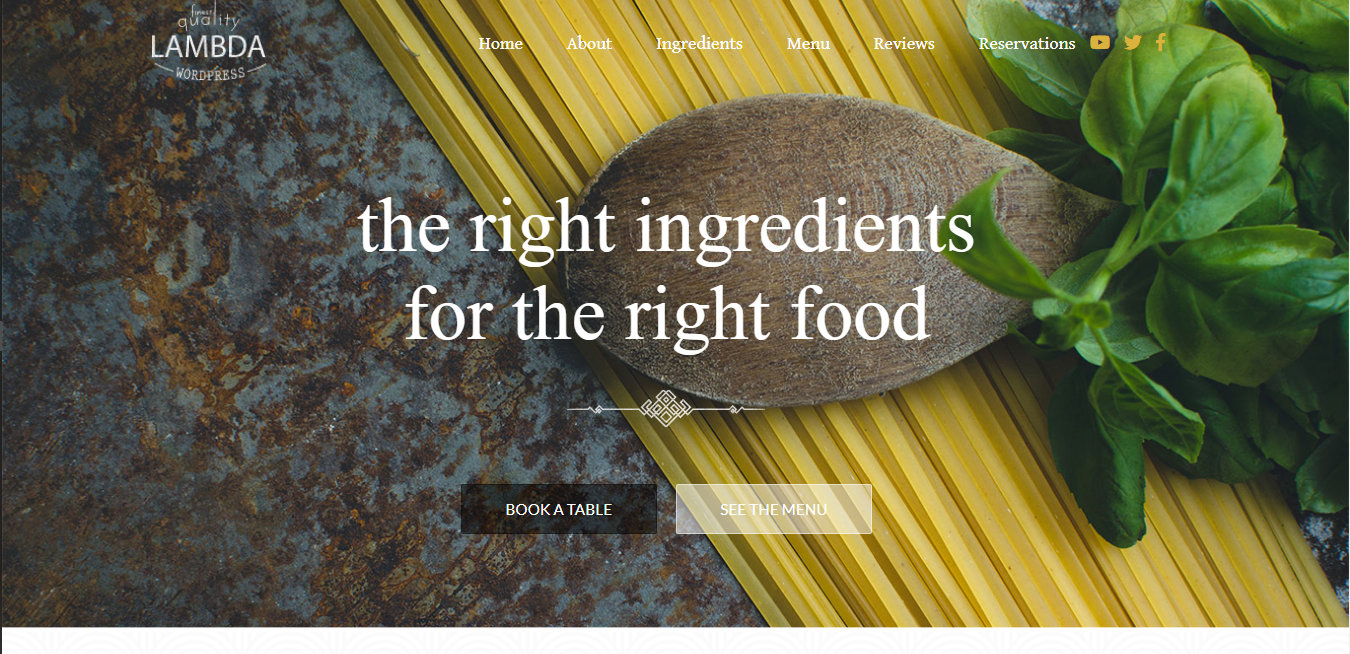 finest
quality
LAMBDA
WORDPRESS
Home About Ingredients Menu Reviews Reservations
the right ingredients
for the right food
BOOK A TABLE SEE THE MENU